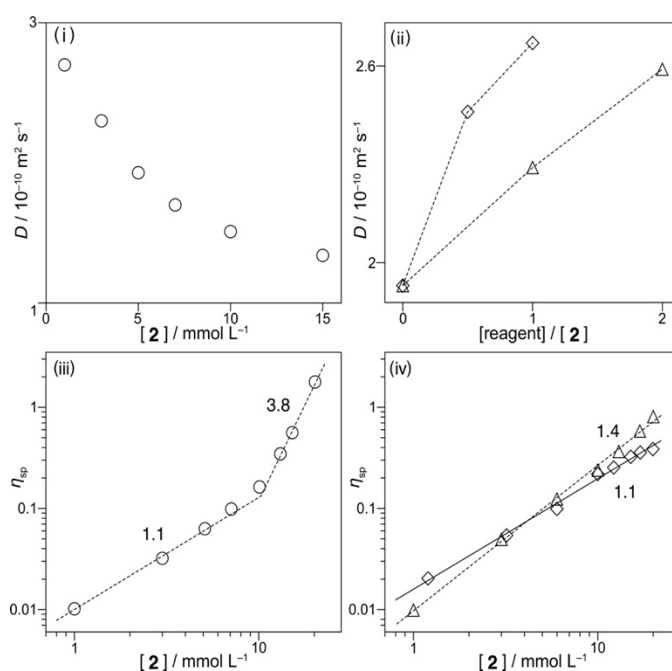 (i)
3
1
D / 10⁻¹⁰ m² s⁻¹
0 5 10 15
[ 2 ] / mmol L⁻¹
(ii)
2.6
2
D / 10⁻¹⁰ m² s⁻¹
0 1 2
[reagent] / [ 2 ]
(iii)
1
0.1
0.01
ηsp
3.8
1.1
1 10
[ 2 ] / mmol L⁻¹
(iv)
1
0.1
0.01
ηsp
1.4
1.1
1 10
[ 2 ] / mmol L⁻¹